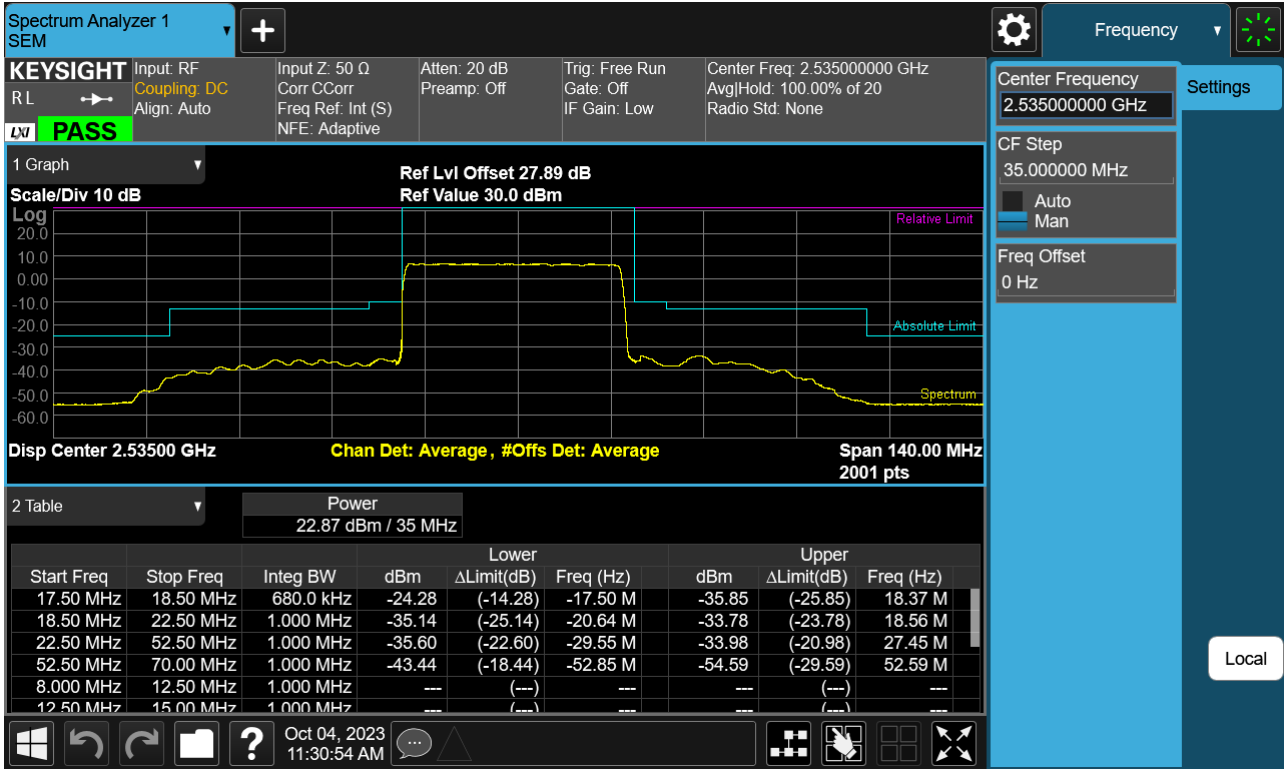 Spectrum Analyzer 1
SEM
Frequency
KEYSIGHT
R L
LXI
PASS
Input: RF
Coupling: DC
Align: Auto
Input Z: 50 Ω
Corr CCorr
Freq Ref: Int (S)
NFE: Adaptive
Atten: 20 dB
Preamp: Off
Trig: Free Run
Gate: Off
IF Gain: Low
Center Freq: 2.535000000 GHz
Avg|Hold: 100.00% of 20
Radio Std: None
1 Graph
Scale/Div 10 dB
Ref Lvl Offset 27.89 dB
Ref Value 30.0 dBm
Log
20.0
10.0
0.00
-10.0
-20.0
-30.0
-40.0
-50.0
-60.0
Relative Limit
Absolute Limit
Spectrum
Disp Center 2.53500 GHz
Chan Det: Average , #Offs Det: Average
Span 140.00 MHz
2001 pts
2 Table
Power
22.87 dBm / 35 MHz
Lower Upper
Start Freq Stop Freq Integ BW dBm ΔLimit(dB) Freq (Hz) dBm ΔLimit(dB) Freq (Hz)
17.50 MHz 18.50 MHz 680.0 kHz -24.28 (-14.28) -17.50 M -35.85 (-25.85) 18.37 M
18.50 MHz 22.50 MHz 1.000 MHz -35.14 (-25.14) -20.64 M -33.78 (-23.78) 18.56 M
22.50 MHz 52.50 MHz 1.000 MHz -35.60 (-22.60) -29.55 M -33.98 (-20.98) 27.45 M
52.50 MHz 70.00 MHz 1.000 MHz -43.44 (-18.44) -52.85 M -54.59 (-29.59) 52.59 M
8.000 MHz 12.50 MHz 1.000 MHz --- (---) --- --- (---) ---
12.50 MHz 15.00 MHz 1.000 MHz --- (---) --- --- (---) ---
Oct 04, 2023
11:30:54 AM
Center Frequency
2.535000000 GHz
CF Step
35.000000 MHz
Auto
Man
Freq Offset
0 Hz
Settings
Local